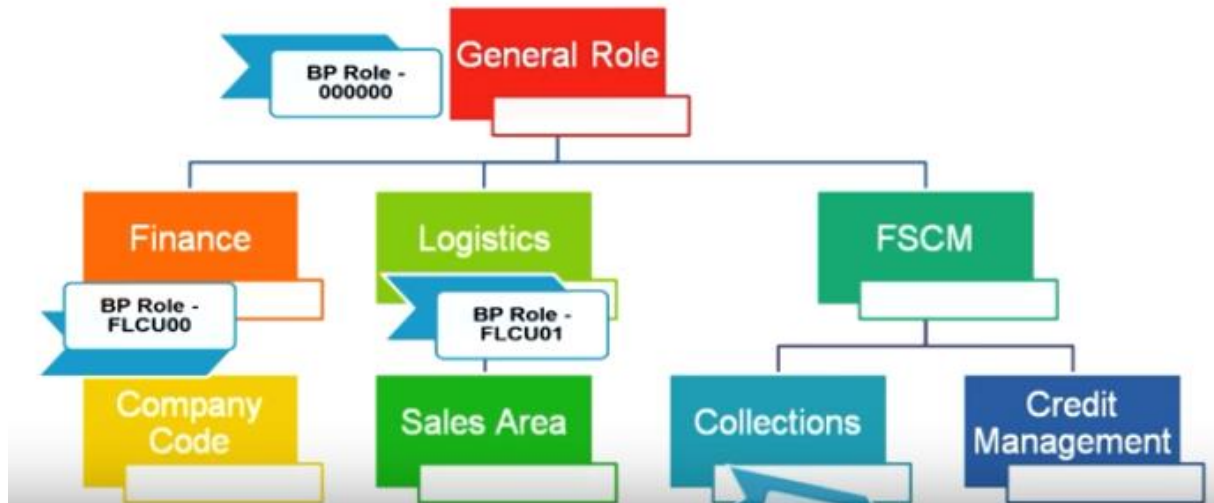 General Role
BP Role -
000000
Finance
Logistics
FSCM
BP Role -
FLCU00
BP Role -
FLCU01
Company
Code
Sales Area
Collections
Credit
Management